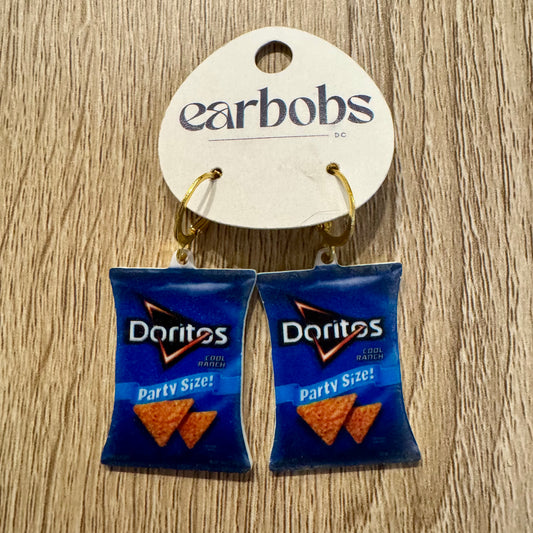 earbobs
DC
Doritos
COOL
RANCH
Party Size!
Doritos
COOL
RANCH
Party Size!